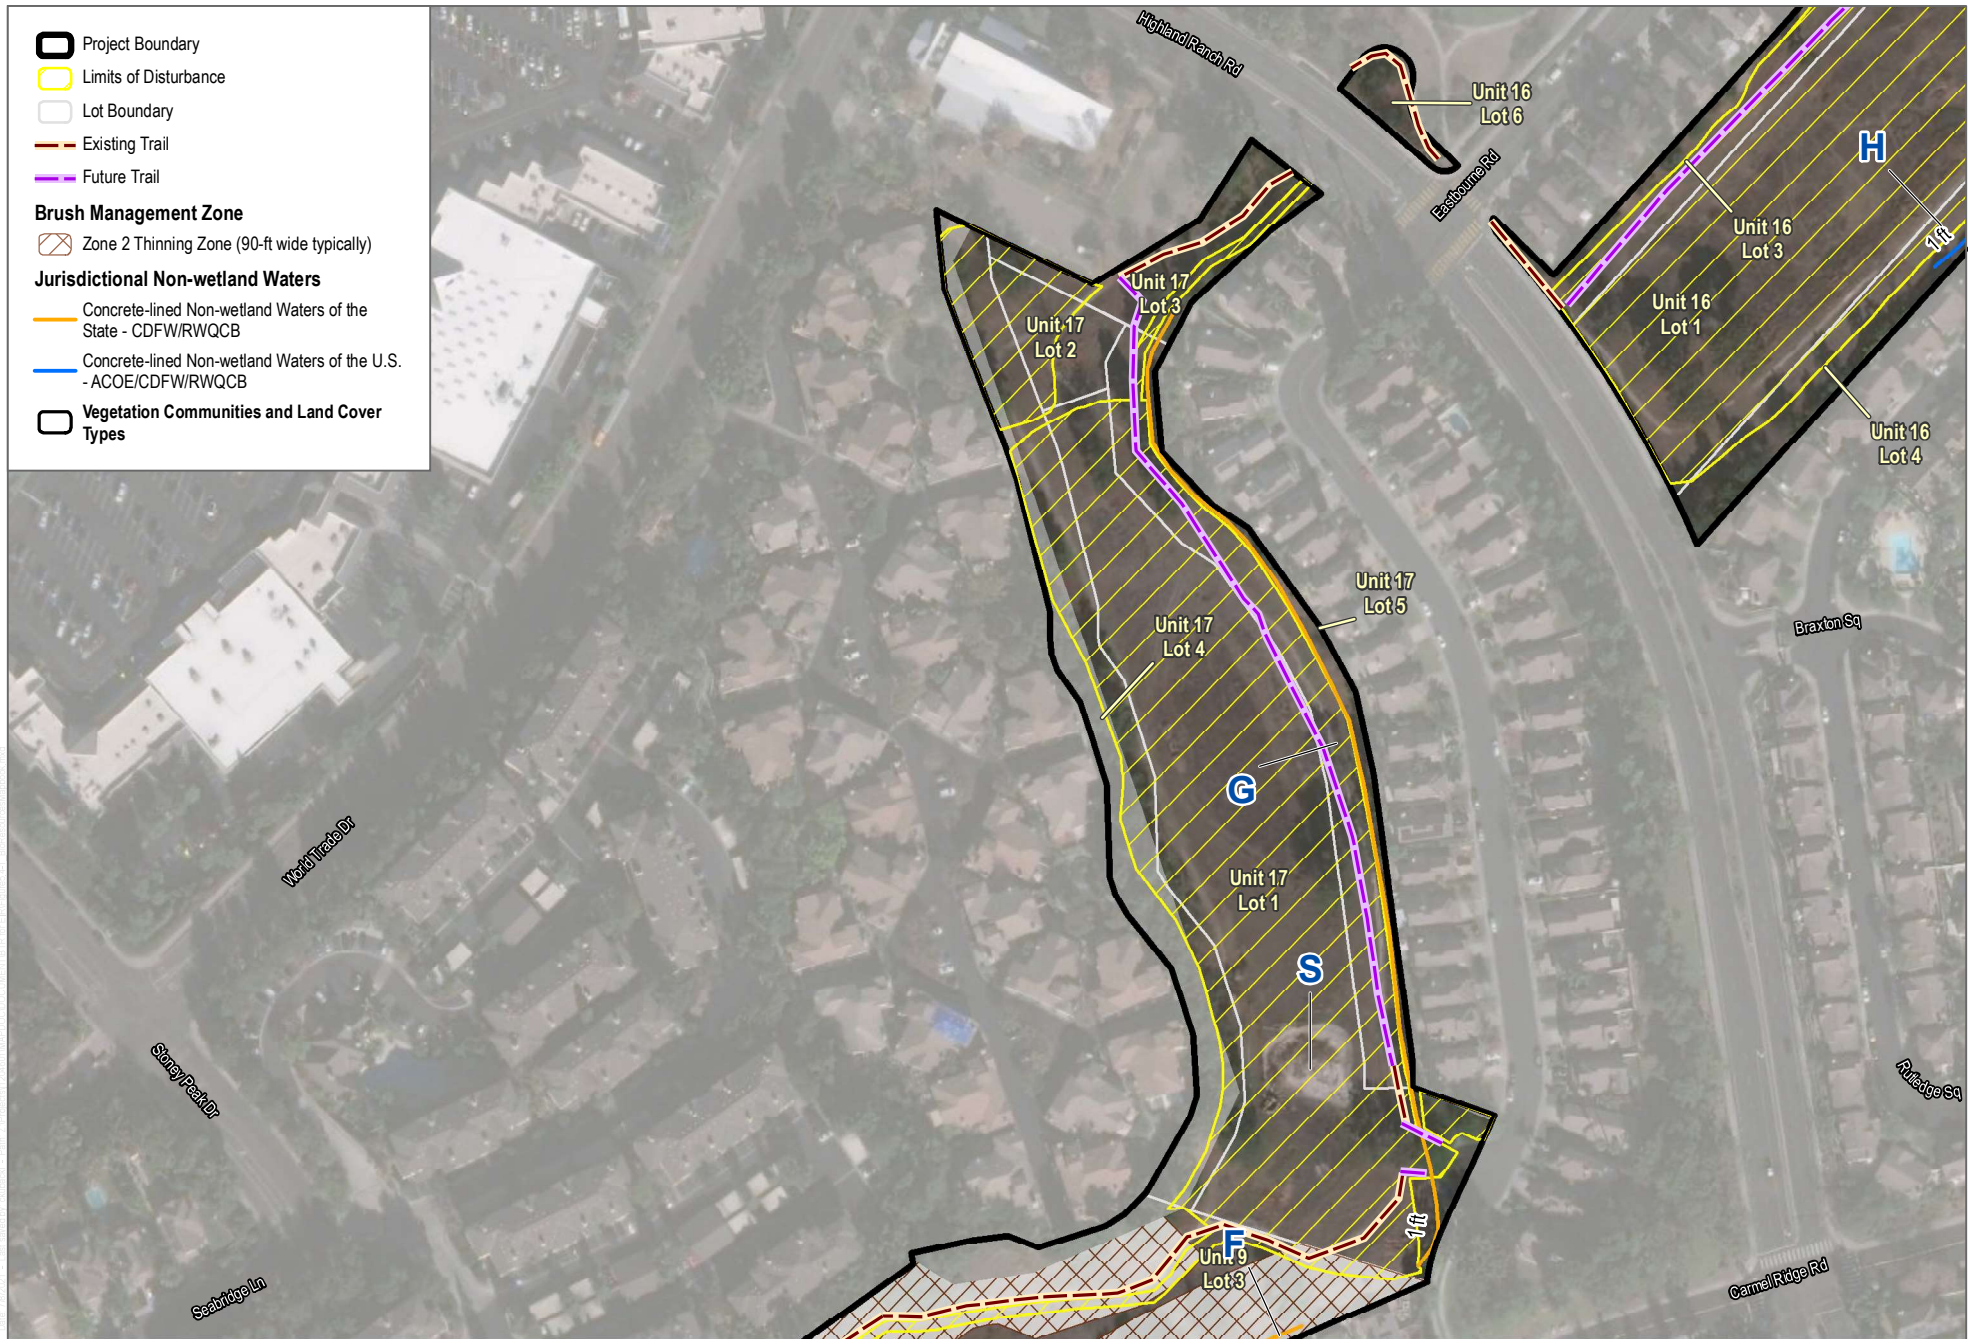 Project Boundary
Limits of Disturbance
Lot Boundary
Existing Trail
Future Trail
Brush Management Zone
Zone 2 Thinning Zone (90-ft wide typically)
Jurisdictional Non-wetland Waters
Concrete-lined Non-wetland Waters of the
State - CDFW/RWQCB
Concrete-lined Non-wetland Waters of the U.S.
- ACOE/CDFW/RWQCB
Vegetation Communities and Land Cover
Types
Highland Ranch Rd
Unit 16
Lot 6
Eastbourne Rd
H
1 ft
Unit 16
Lot 3
Unit 16
Lot 1
Unit 16
Lot 4
Unit 17
Lot 3
Unit 17
Lot 2
Unit 17
Lot 5
Unit 17
Lot 4
Braxton Sq
G
World Trade Dr
Unit 17
Lot 1
S
Stoney Peak Dr
Rutledge Sq
1 ft
F
Unit 9
Lot 3
Carmel Ridge Rd
Seabridge Ln